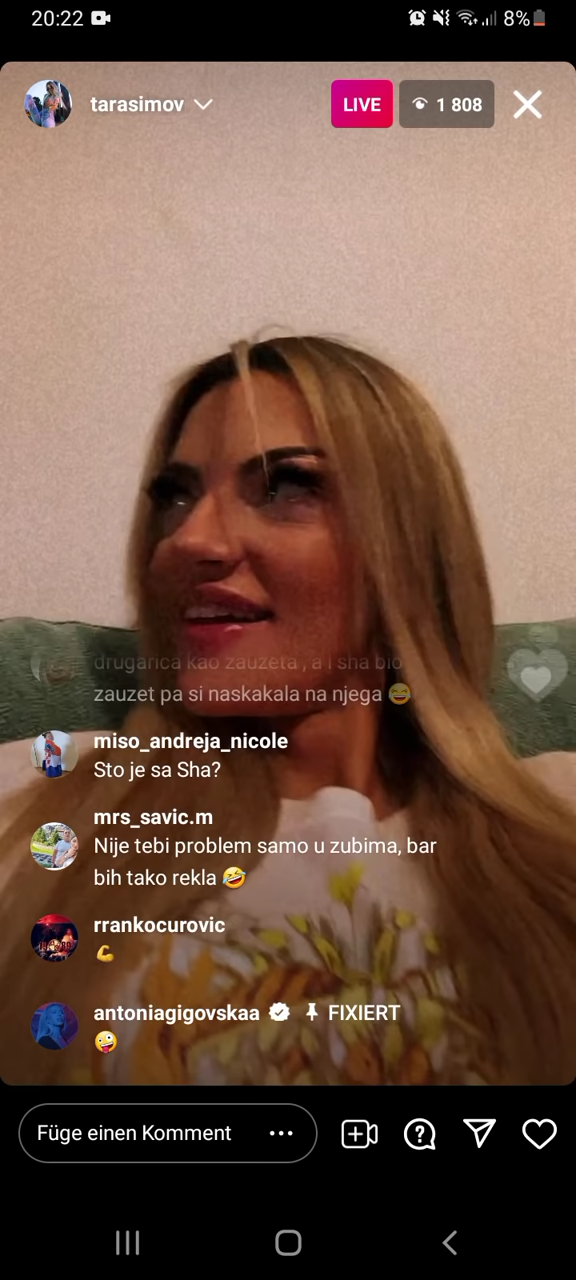 20:22
8%
tarasimov
LIVE
1 808
drugarica kao zauzeta , a i sha bio
zauzet pa si naskakala na njega 😂
miso_andreja_nicole
Sto je sa Sha?
mrs_savic.m
Nije tebi problem samo u zubima, bar
bih tako rekla 🤣
rrankocurovic
💪
antoniagigovskaa FIXIERT
🤪
Füge einen Komment